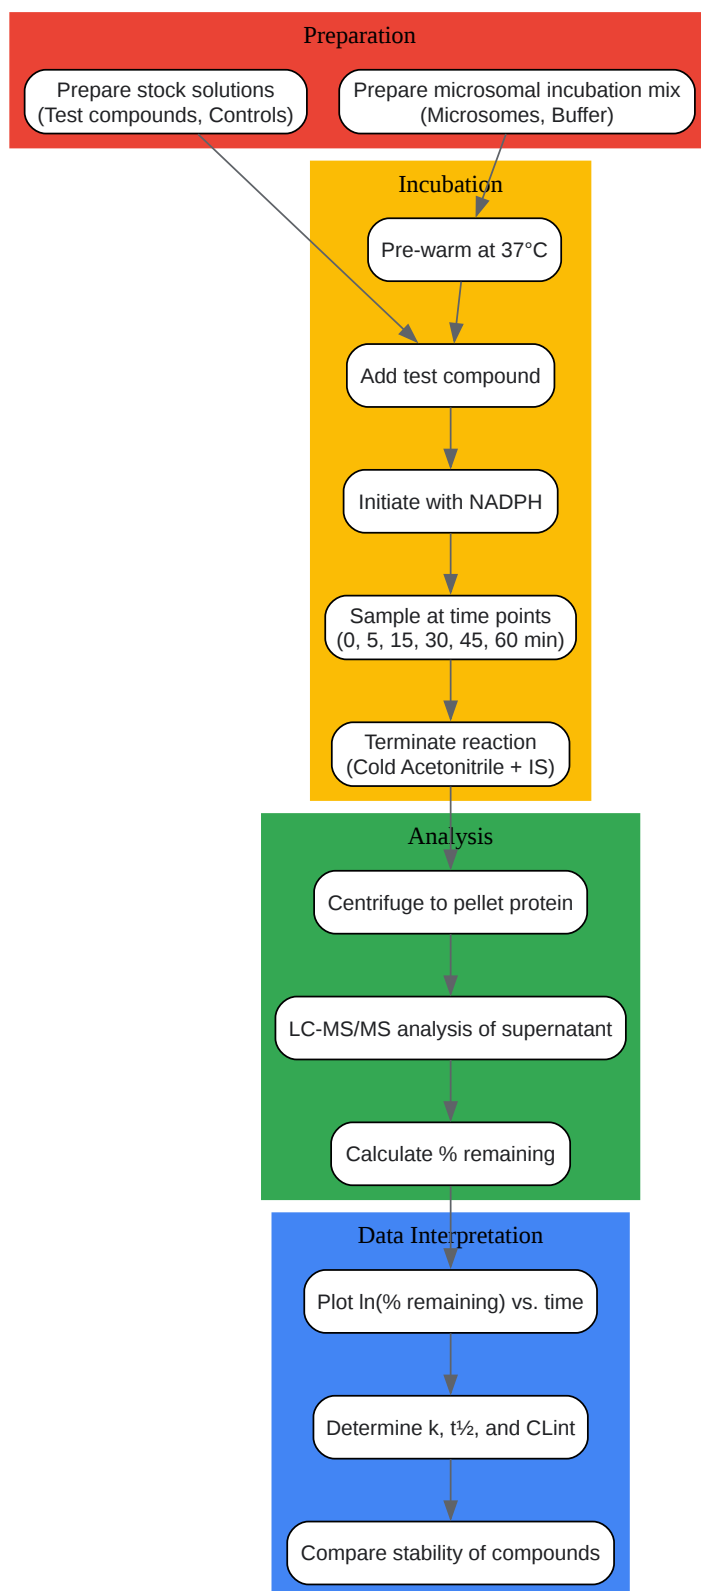 Preparation
Prepare stock solutions
(Test compounds, Controls)
Prepare microsomal incubation mix
(Microsomes, Buffer)
Incubation
Pre-warm at 37°C
Add test compound
Initiate with NADPH
Sample at time points
(0, 5, 15, 30, 45, 60 min)
Terminate reaction
(Cold Acetonitrile + IS)
Analysis
Centrifuge to pellet protein
LC-MS/MS analysis of supernatant
Calculate % remaining
Data Interpretation
Plot ln(% remaining) vs. time
Determine k, t½, and CLint
Compare stability of compounds